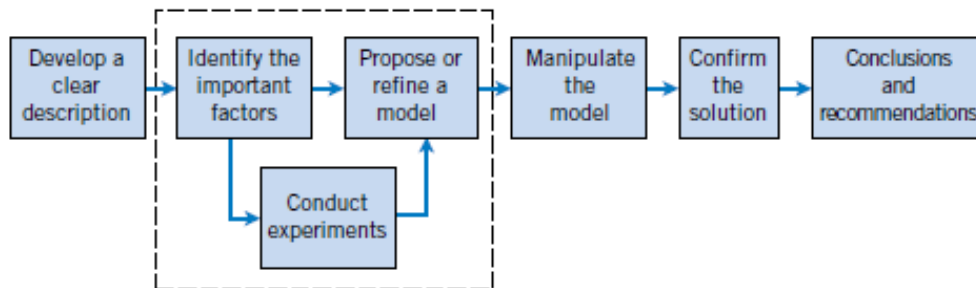 Develop a
clear
description
Identify the
important
factors
Propose or
refine a
model
Manipulate
the
model
Confirm
the
solution
Conclusions
and
recommendations
Conduct
experiments